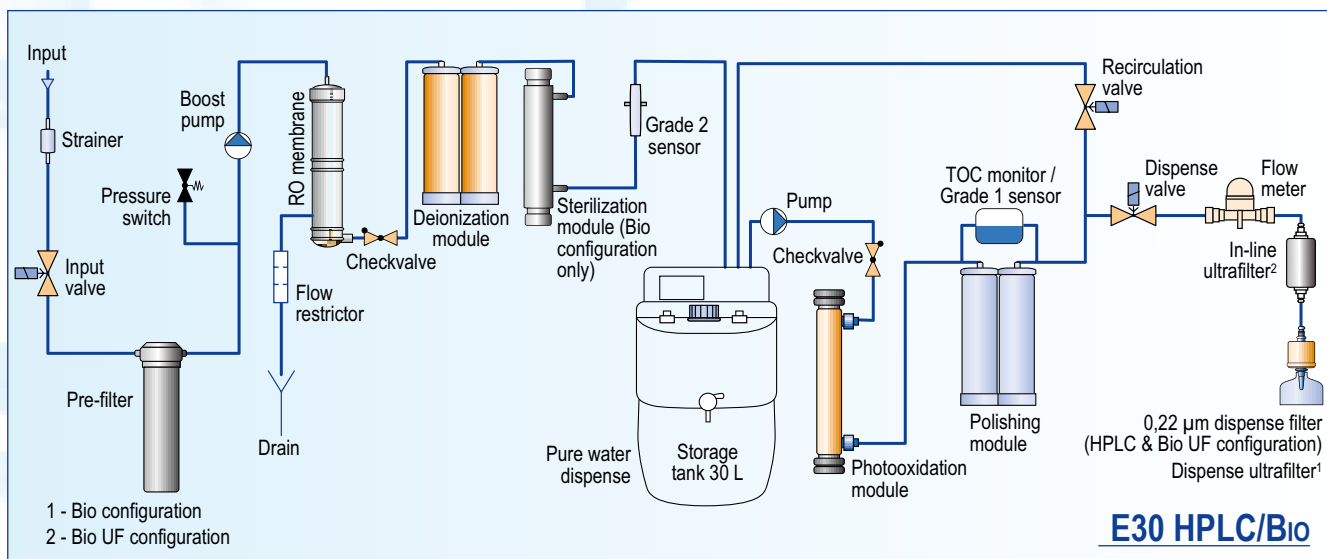 Input
Strainer
Pressure
switch
Input
valve
Pre-filter
1 - Bio configuration
2 - Bio UF configuration
Boost
pump
RO membrane
Flow
restrictor
Drain
Checkvalve
Deionization
module
Sterilization
module (Bio
configuration
only)
Grade 2
sensor
Pure water
dispense
Storage
tank 30 L
Pump
Checkvalve
Photooxidation
module
TOC monitor /
Grade 1 sensor
Polishing
module
Recirculation
valve
Dispense
valve
Flow
meter
In-line
ultrafilter²
0,22 µm dispense filter
(HPLC & Bio UF configuration)
Dispense ultrafilter¹
E30 HPLC/BIO